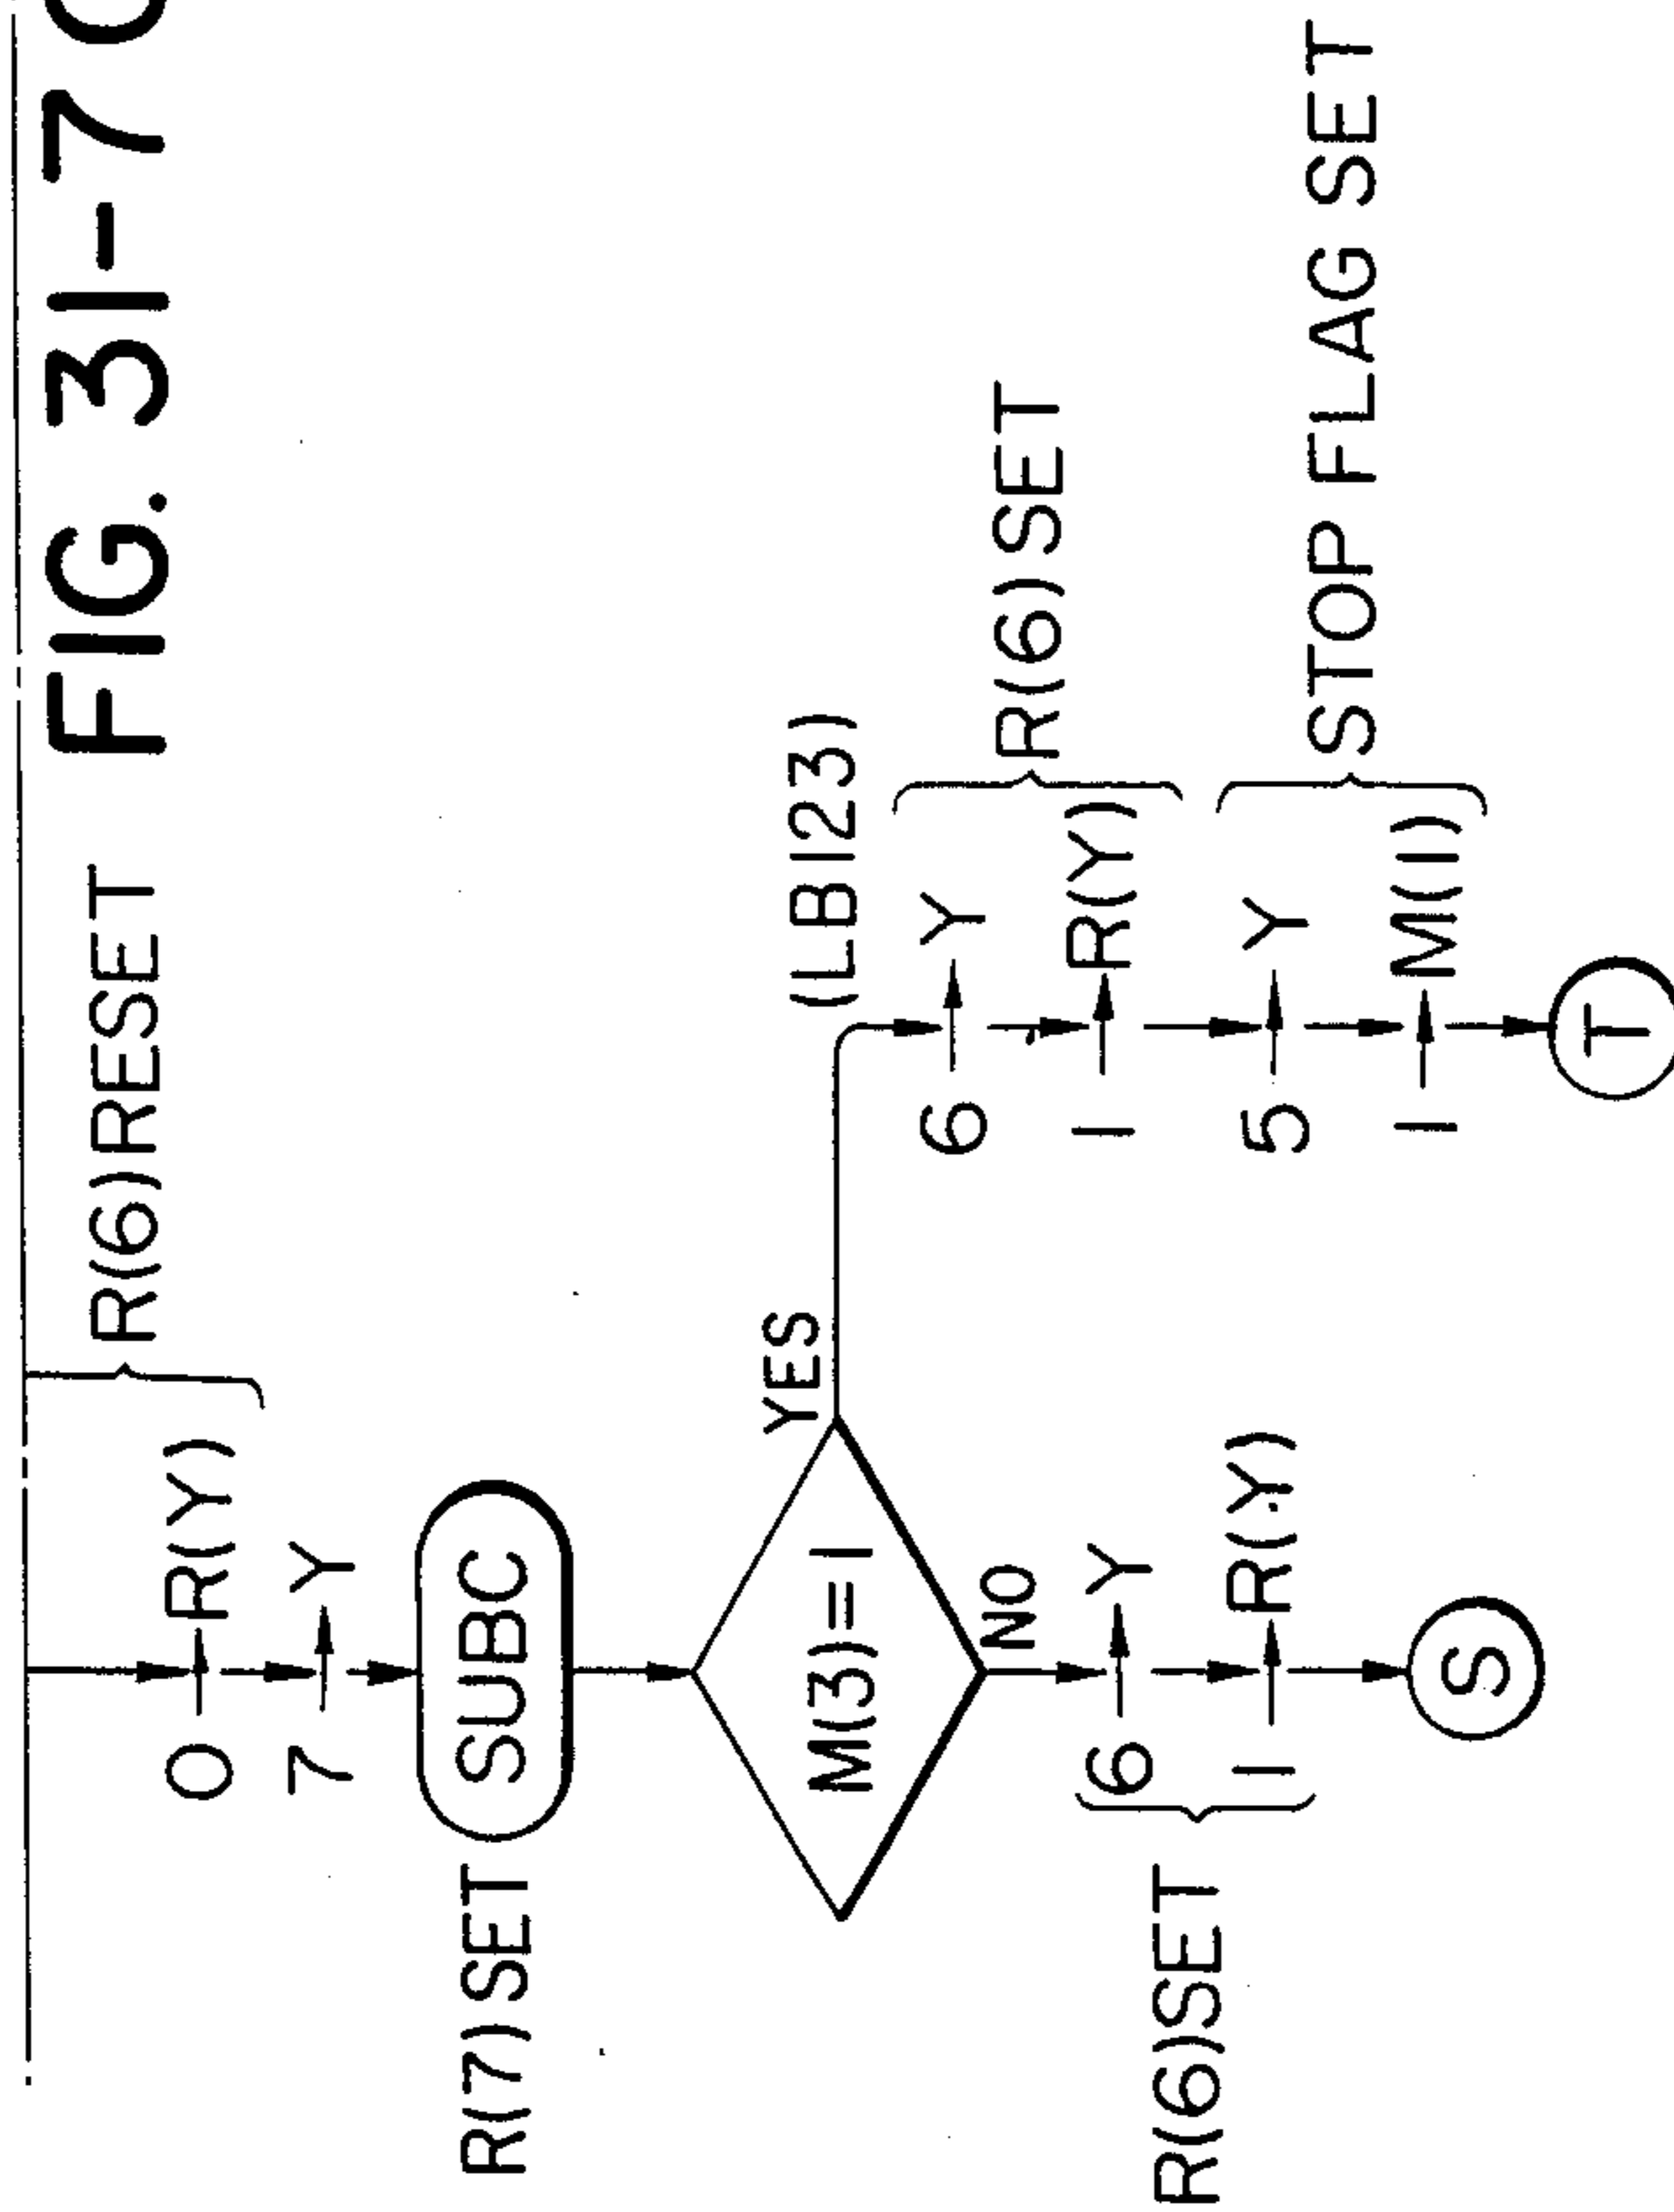 FIG. 31-7C
R(6)RESET
0 → R(Y)
7 → Y
R(7)SET
SUBC
M(3)=1
YES
NO
(LB123)
6 → Y
1 → R(Y)
R(6)SET
5 → Y
1 → M(1)
STOP FLAG SET
T
6 → Y
1 → R(Y)
R(6)SET
S